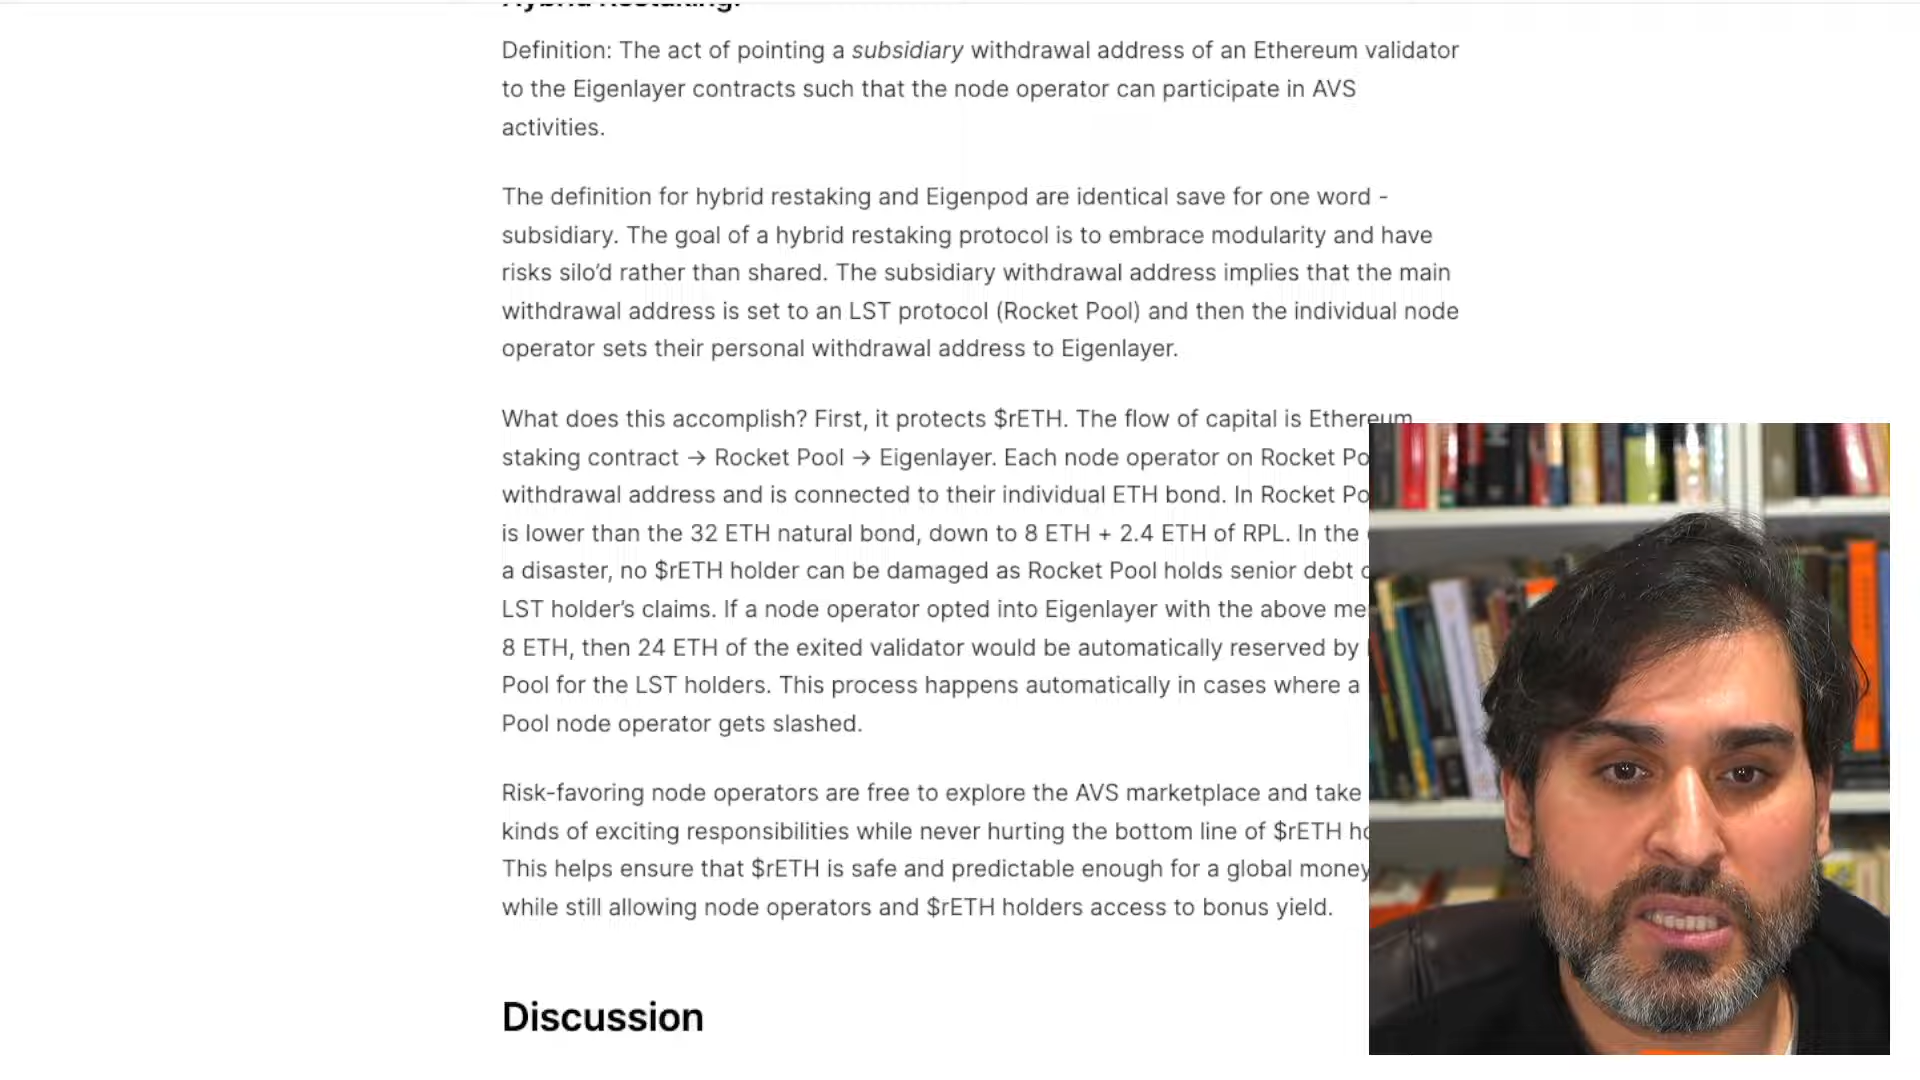 Hybrid Restaking:
Definition: The act of pointing a subsidiary withdrawal address of an Ethereum validator
to the Eigenlayer contracts such that the node operator can participate in AVS
activities.
The definition for hybrid restaking and Eigenpod are identical save for one word -
subsidiary. The goal of a hybrid restaking protocol is to embrace modularity and have
risks silo’d rather than shared. The subsidiary withdrawal address implies that the main
withdrawal address is set to an LST protocol (Rocket Pool) and then the individual node
operator sets their personal withdrawal address to Eigenlayer.
What does this accomplish? First, it protects $rETH. The flow of capital is Ethereum
staking contract → Rocket Pool → Eigenlayer. Each node operator on Rocket Po
withdrawal address and is connected to their individual ETH bond. In Rocket Po
is lower than the 32 ETH natural bond, down to 8 ETH + 2.4 ETH of RPL. In the
a disaster, no $rETH holder can be damaged as Rocket Pool holds senior debt
LST holder’s claims. If a node operator opted into Eigenlayer with the above me
8 ETH, then 24 ETH of the exited validator would be automatically reserved by
Pool for the LST holders. This process happens automatically in cases where a
Pool node operator gets slashed.
Risk-favoring node operators are free to explore the AVS marketplace and take
kinds of exciting responsibilities while never hurting the bottom line of $rETH ho
This helps ensure that $rETH is safe and predictable enough for a global money
while still allowing node operators and $rETH holders access to bonus yield.
Discussion